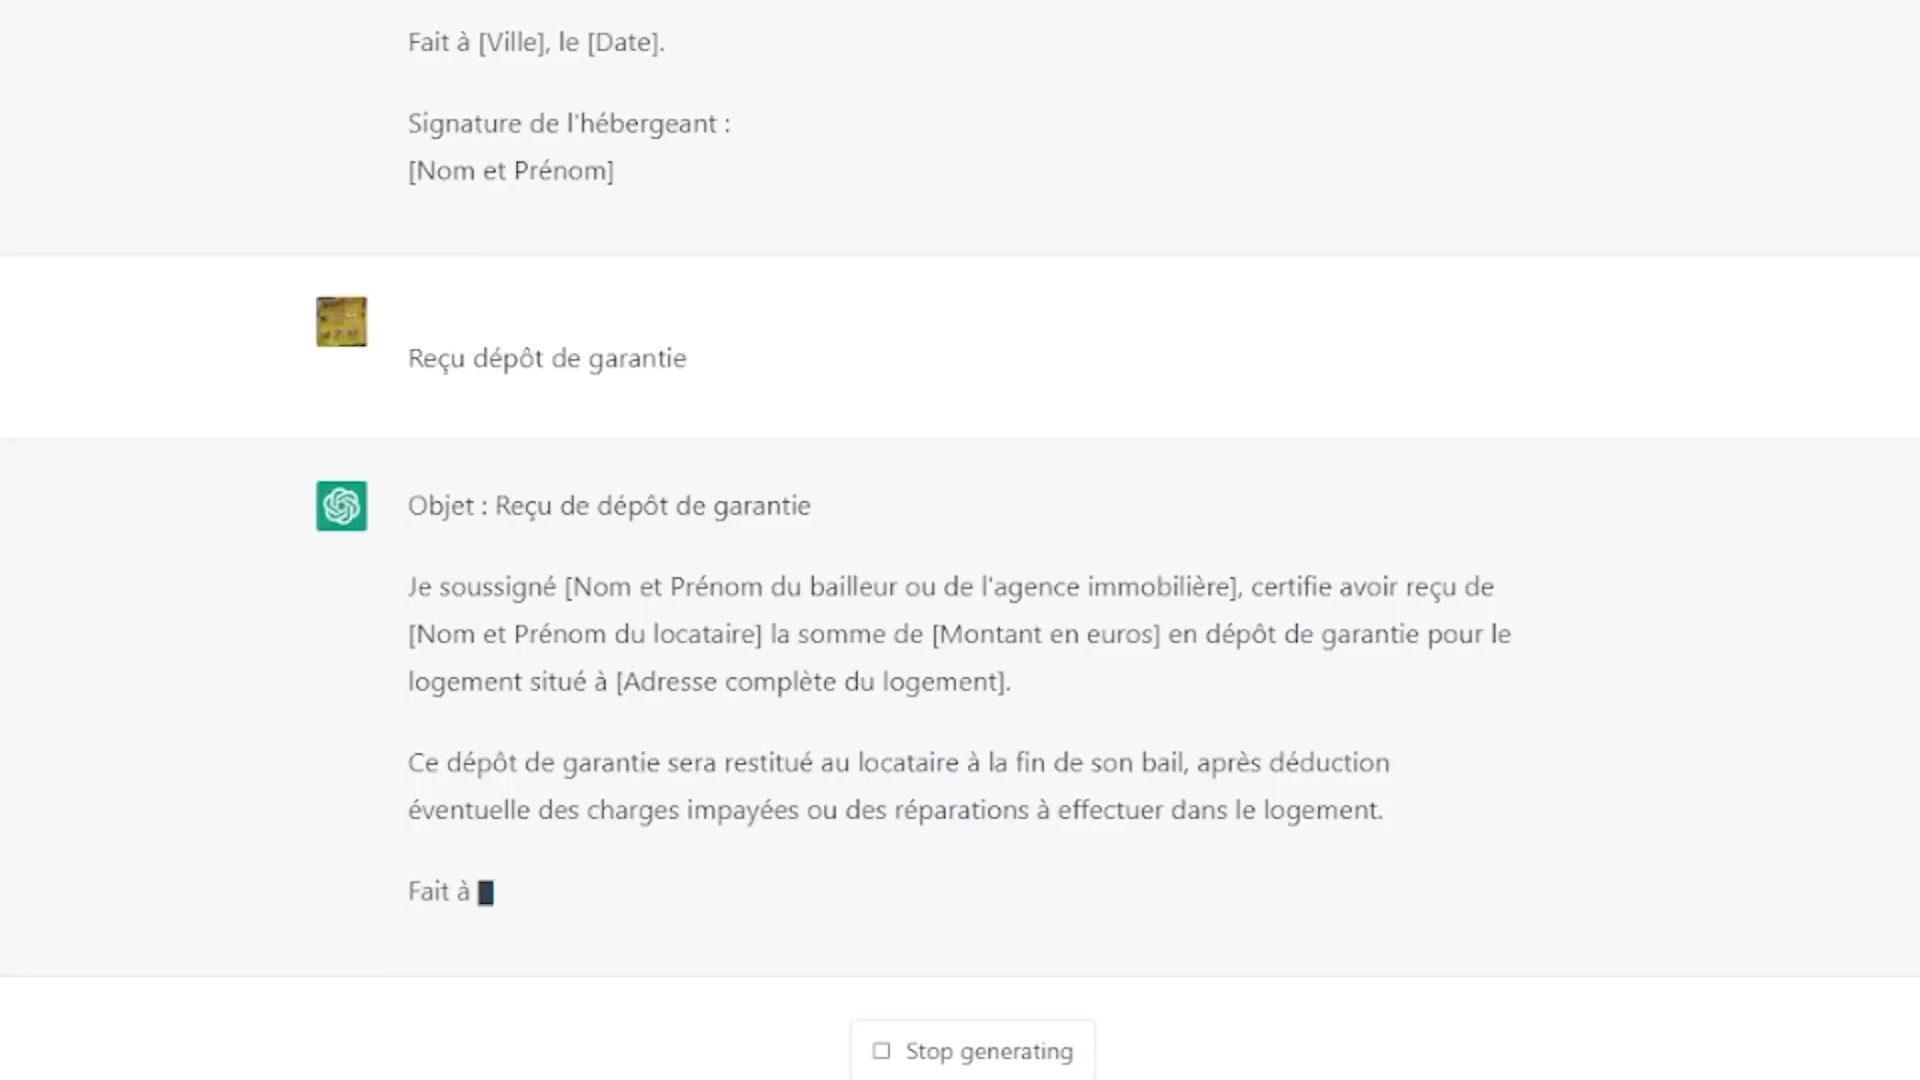 Fait à [Ville], le [Date].
Signature de l'hébergeant :
[Nom et Prénom]
Reçu dépôt de garantie
Objet : Reçu de dépôt de garantie
Je soussigné [Nom et Prénom du bailleur ou de l'agence immobilière], certifie avoir reçu de
[Nom et Prénom du locataire] la somme de [Montant en euros] en dépôt de garantie pour le
logement situé à [Adresse complète du logement].
Ce dépôt de garantie sera restitué au locataire à la fin de son bail, après déduction
éventuelle des charges impayées ou des réparations à effectuer dans le logement.
Fait à
Stop generating